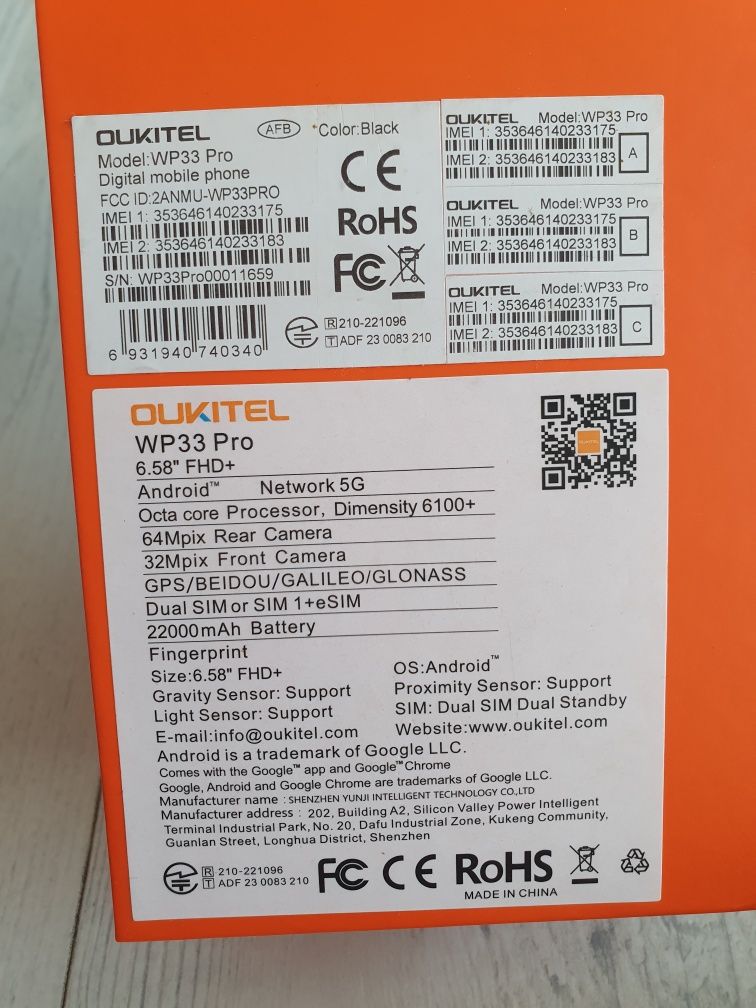 OUKITEL AFB Color:Black
Model:WP33 Pro
Digital mobile phone
FCC ID:2ANMU-WP33PRO
IMEI 1: 353646140233175
IMEI 2: 353646140233183
S/N: WP33Pro00011659
6 931940 740340
CE
RoHS
FC
R 210-221096
T ADF 23 0083 210
OUKITEL Model:WP33 Pro
IMEI 1: 353646140233175
IMEI 2: 353646140233183
A
OUKITEL Model:WP33 Pro
IMEI 1: 353646140233175
IMEI 2: 353646140233183
B
OUKITEL Model:WP33 Pro
IMEI 1: 353646140233175
IMEI 2: 353646140233183
C
OUKITEL
WP33 Pro
6.58" FHD+
Android™ Network 5G
Octa core Processor, Dimensity 6100+
64Mpix Rear Camera
32Mpix Front Camera
GPS/BEIDOU/GALILEO/GLONASS
Dual SIM or SIM 1+eSIM
22000mAh Battery
Fingerprint
Size:6.58" FHD+ OS:Android™
Gravity Sensor: Support Proximity Sensor: Support
Light Sensor: Support SIM: Dual SIM Dual Standby
E-mail:info@oukitel.com Website:www.oukitel.com
Android is a trademark of Google LLC.
Comes with the Google™ app and Google™ Chrome
Google, Android and Google Chrome are trademarks of Google LLC.
Manufacturer name : SHENZHEN YUNJI INTELLIGENT TECHNOLOGY CO.,LTD
Manufacturer address : 202, Building A2, Silicon Valley Power Intelligent
Terminal Industrial Park, No. 20, Dafu Industrial Zone, Kukeng Community,
Guanlan Street, Longhua District, Shenzhen
R 210-221096
T ADF 23 0083 210
FC CE RoHS
MADE IN CHINA
OUKITEL